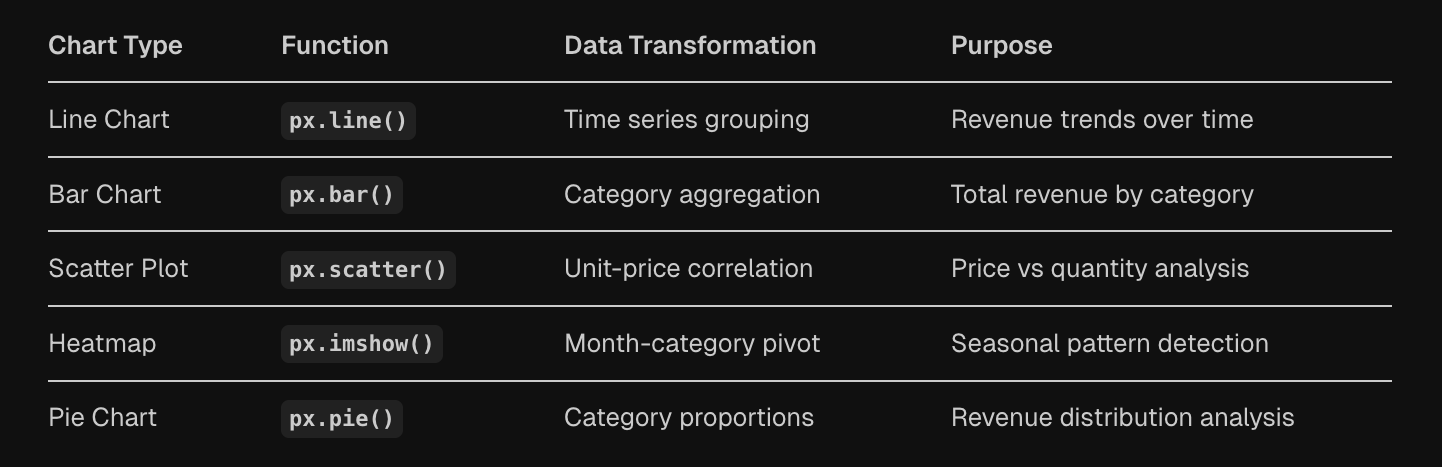 Chart Type Function Data Transformation Purpose
Line Chart px.line() Time series grouping Revenue trends over time
Bar Chart px.bar() Category aggregation Total revenue by category
Scatter Plot px.scatter() Unit-price correlation Price vs quantity analysis
Heatmap px.imshow() Month-category pivot Seasonal pattern detection
Pie Chart px.pie() Category proportions Revenue distribution analysis